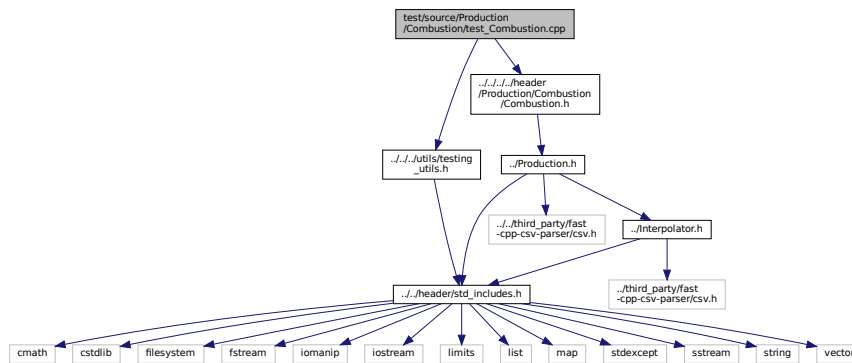 test/source/Production
/Combustion/test_Combustion.cpp
../../../../header
/Production/Combustion
/Combustion.h
../../../utils/testing
_utils.h
../Production.h
../../third_party/fast
-cpp-csv-parser/csv.h
../Interpolator.h
../third_party/fast
-cpp-csv-parser/csv.h
../../header/std_includes.h
cmath
cstdlib
filesystem
fstream
iomanip
iostream
limits
list
map
stdexcept
sstream
string
vector